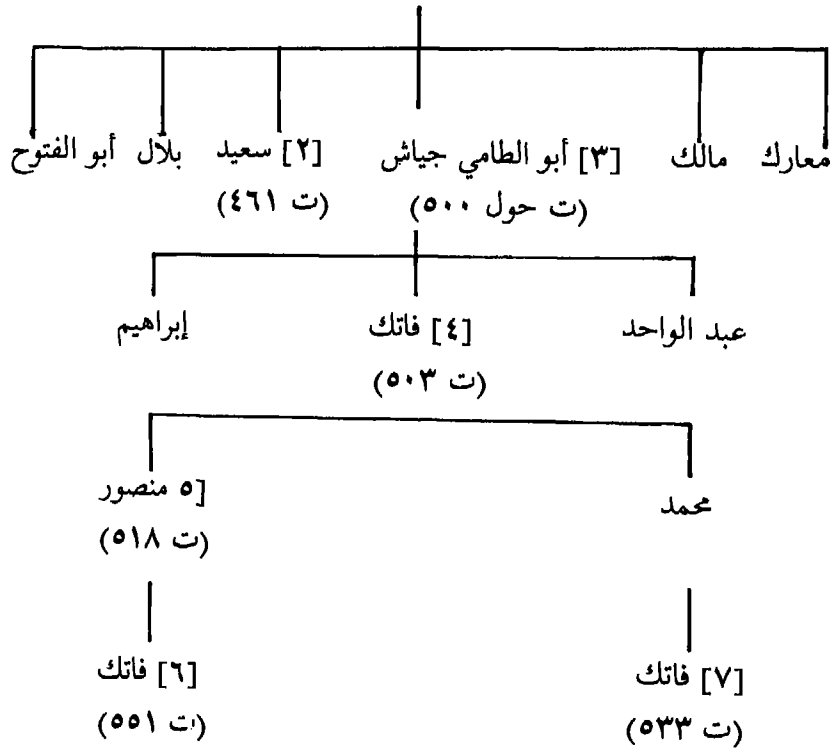 معارك مالك [٣] أبو الطامي جياش [٢] سعيد بلال أبو الفتوح
(ت حول ٥٠٠) (ت ٤٦١)
عبد الواحد [٤] فاتك إبراهيم
(ت ٥٠٣)
محمد [٥ منصور
(ت ٥١٨)
[٧] فاتك [٦] فاتك
(ت ٥٣٣) (ت ٥٥١)